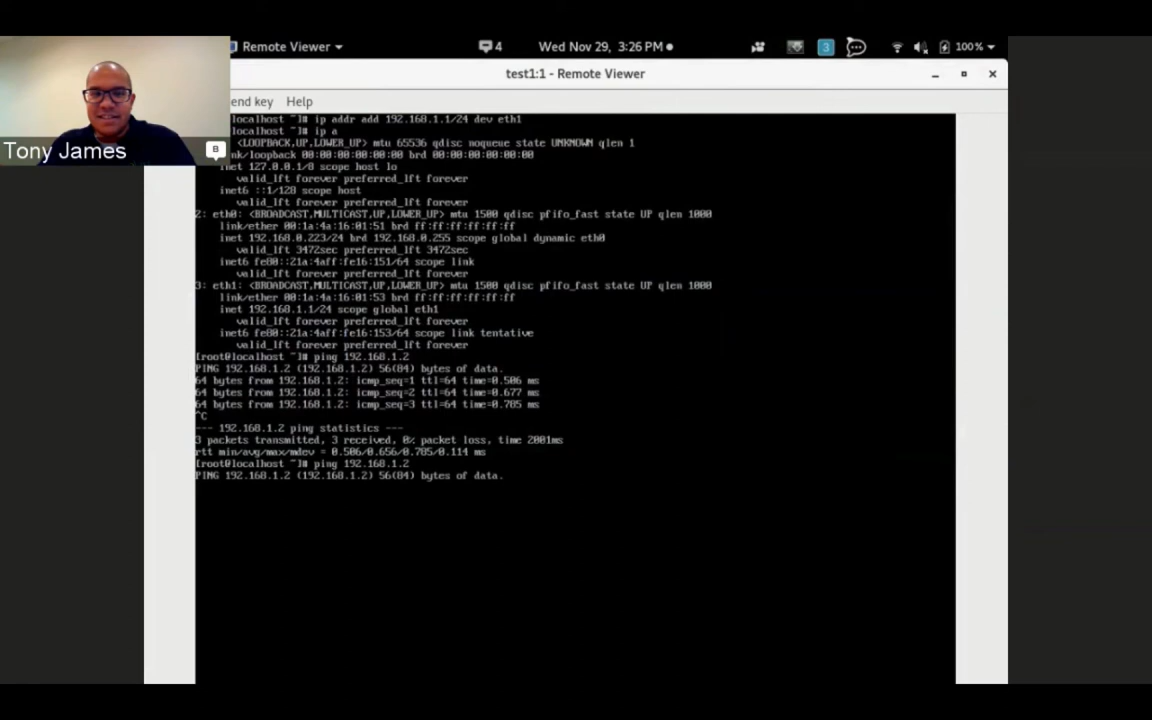 Remote Viewer
4
Wed Nov 29, 3:26 PM
3
100%
test1:1 - Remote Viewer
end key Help
Tony James
B
localhost ~]# ip addr add 192.168.1.1/24 dev eth1
localhost ~]# ip a
<LOOPBACK,UP,LOWER_UP> mtu 65536 qdisc noqueue state UNKNOWN qlen 1
nk/loopback 00:00:00:00:00:00 brd 00:00:00:00:00:00
inet 127.0.0.1/8 scope host lo
valid_lft forever preferred_lft forever
inet6 ::1/128 scope host
valid_lft forever preferred_lft forever
2: eth0: <BROADCAST,MULTICAST,UP,LOWER_UP> mtu 1500 qdisc pfifo_fast state UP qlen 1000
link/ether 00:1a:4a:16:01:51 brd ff:ff:ff:ff:ff:ff
inet 192.168.0.223/24 brd 192.168.0.255 scope global dynamic eth0
valid_lft 3472sec preferred_lft 3472sec
inet6 fe80::21a:4aff:fe16:151/64 scope link
valid_lft forever preferred_lft forever
3: eth1: <BROADCAST,MULTICAST,UP,LOWER_UP> mtu 1500 qdisc pfifo_fast state UP qlen 1000
link/ether 00:1a:4a:16:01:53 brd ff:ff:ff:ff:ff:ff
inet 192.168.1.1/24 scope global eth1
valid_lft forever preferred_lft forever
inet6 fe80::21a:4aff:fe16:153/64 scope link tentative
valid_lft forever preferred_lft forever
[root@localhost ~]# ping 192.168.1.2
PING 192.168.1.2 (192.168.1.2) 56(84) bytes of data.
64 bytes from 192.168.1.2: icmp_seq=1 ttl=64 time=0.506 ms
64 bytes from 192.168.1.2: icmp_seq=2 ttl=64 time=0.677 ms
64 bytes from 192.168.1.2: icmp_seq=3 ttl=64 time=0.785 ms
^C
--- 192.168.1.2 ping statistics ---
3 packets transmitted, 3 received, 0% packet loss, time 2001ms
rtt min/avg/max/mdev = 0.506/0.656/0.785/0.114 ms
[root@localhost ~]# ping 192.168.1.2
PING 192.168.1.2 (192.168.1.2) 56(84) bytes of data.